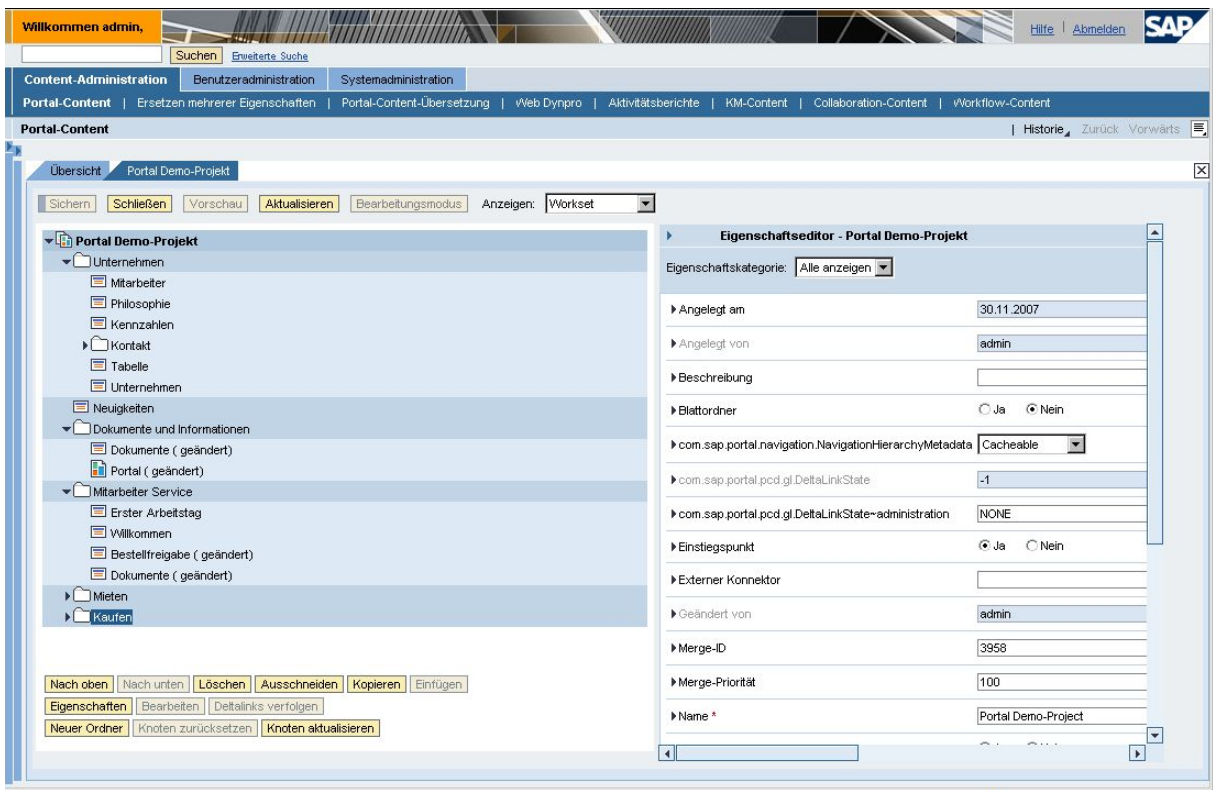 Willkommen admin,
Hilfe | Abmelden SAP
Suchen Erweiterte Suche
Content-Administration Benutzeradministration Systemadministration
Portal-Content | Ersetzen mehrerer Eigenschaften | Portal-Content-Übersetzung | Web Dynpro | Aktivitätsberichte | KM-Content | Collaboration-Content | Workflow-Content
Portal-Content | Historie Zurück Vorwärts
Übersicht Portal Demo-Projekt
Sichern Schließen Vorschau Aktualisieren Bearbeitungsmodus Anzeigen: Workset
Portal Demo-Projekt
Unternehmen
Mitarbeiter
Philosophie
Kennzahlen
Kontakt
Tabelle
Unternehmen
Neuigkeiten
Dokumente und Informationen
Dokumente ( geändert)
Portal ( geändert)
Mitarbeiter Service
Erster Arbeitstag
Willkommen
Bestellfreigabe ( geändert)
Dokumente ( geändert)
Mieten
Kaufen
Nach oben Nach unten Löschen Ausschneiden Kopieren Einfügen
Eigenschaften Bearbeiten Deltalinks verfolgen
Neuer Ordner Knoten zurücksetzen Knoten aktualisieren
Eigenschaftseditor - Portal Demo-Projekt
Eigenschaftskategorie: Alle anzeigen
Angelegt am 30.11.2007
Angelegt von admin
Beschreibung
Blattordner Ja Nein
com.sap.portal.navigation.NavigationHierarchyMetadata Cacheable
com.sap.portal.pcd.gl.DeltaLinkState -1
com.sap.portal.pcd.gl.DeltaLinkState~administration NONE
Einstiegspunkt Ja Nein
Externer Konnektor
Geändert von admin
Merge-ID 3958
Merge-Priorität 100
Name * Portal Demo-Project